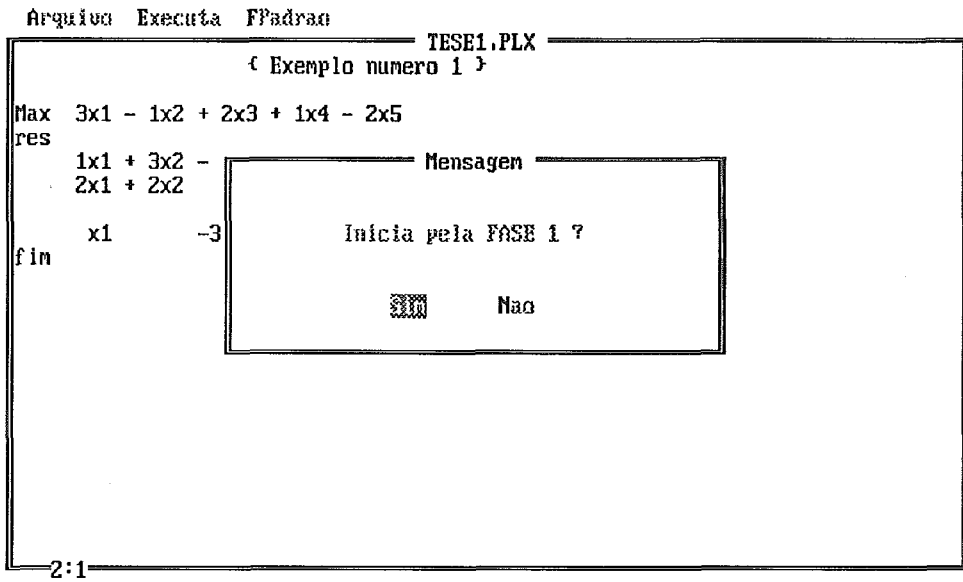 Arquivo Executa FPadrao
TESE1.PLX
{ Exemplo numero 1 }
Max 3x1 - 1x2 + 2x3 + 1x4 - 2x5
res
1x1 + 3x2 -
2x1 + 2x2
x1 -3
fim
Mensagem
Inicia pela FASE 1 ?
Sim Nao
2:1